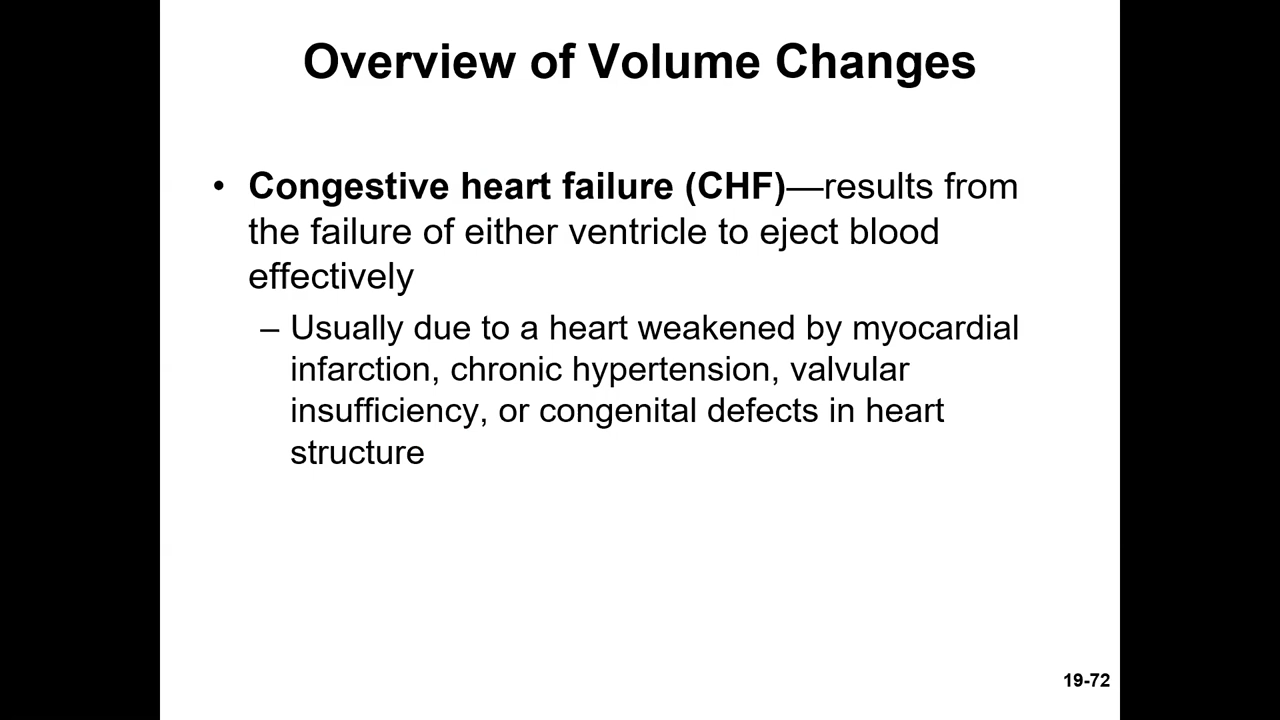 Overview of Volume Changes
• Congestive heart failure (CHF)—results from
the failure of either ventricle to eject blood
effectively
– Usually due to a heart weakened by myocardial
infarction, chronic hypertension, valvular
insufficiency, or congenital defects in heart
structure
19-72